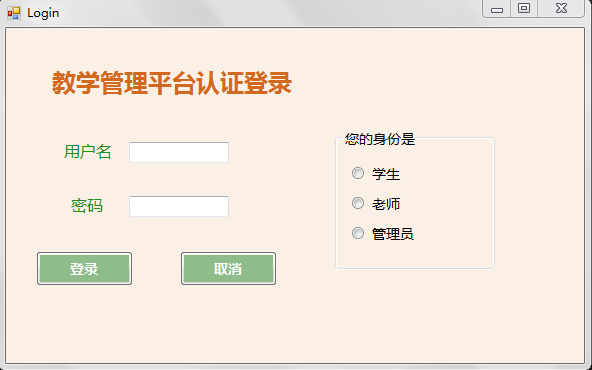 Login
教学管理平台认证登录
用户名
密码
登录
取消
您的身份是
学生
老师
管理员